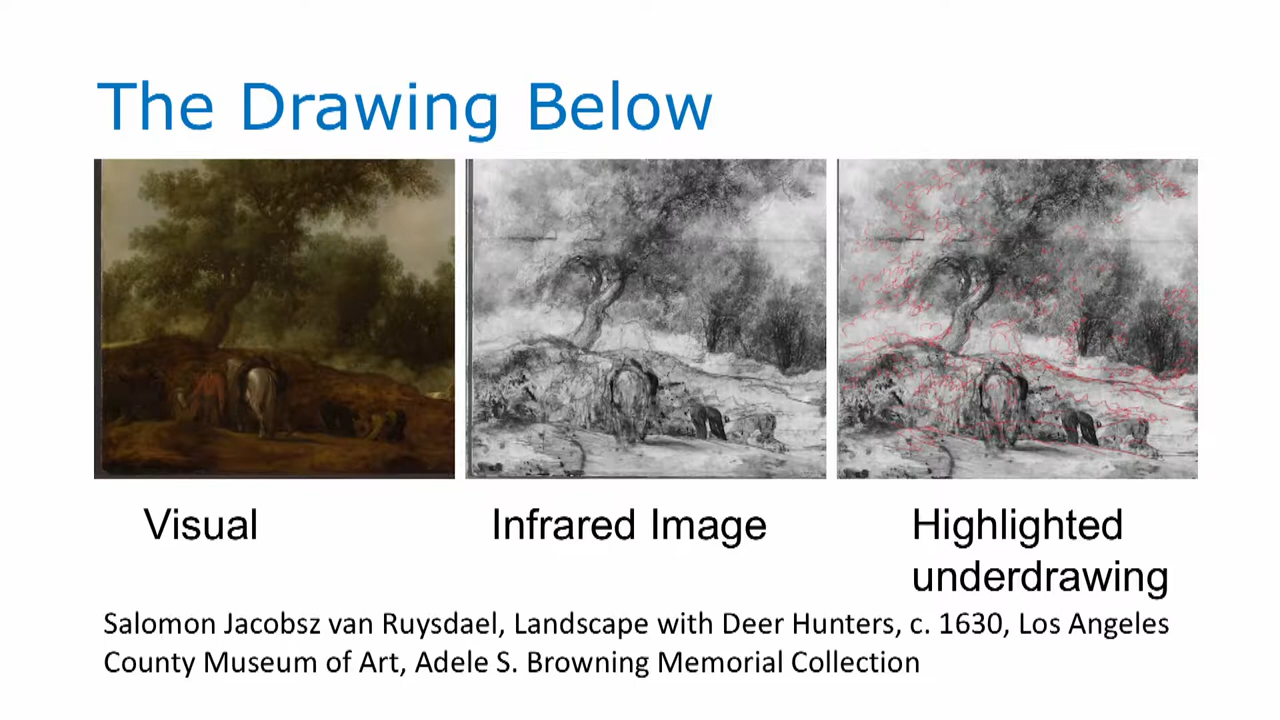 The Drawing Below
Visual
Infrared Image
Highlighted
underdrawing
Salomon Jacobsz van Ruysdael, Landscape with Deer Hunters, c. 1630, Los Angeles
County Museum of Art, Adele S. Browning Memorial Collection